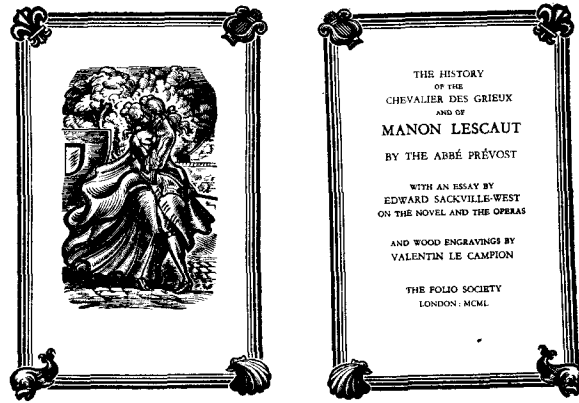 THE HISTORY
OF THE
CHEVALIER DES GRIEUX
AND OF
MANON LESCAUT
BY THE ABBÉ PRÉVOST
WITH AN ESSAY BY
EDWARD SACKVILLE-WEST
ON THE NOVEL AND THE OPERAS
AND WOOD ENGRAVINGS BY
VALENTIN LE CAMPION
THE FOLIO SOCIETY
LONDON: MCML